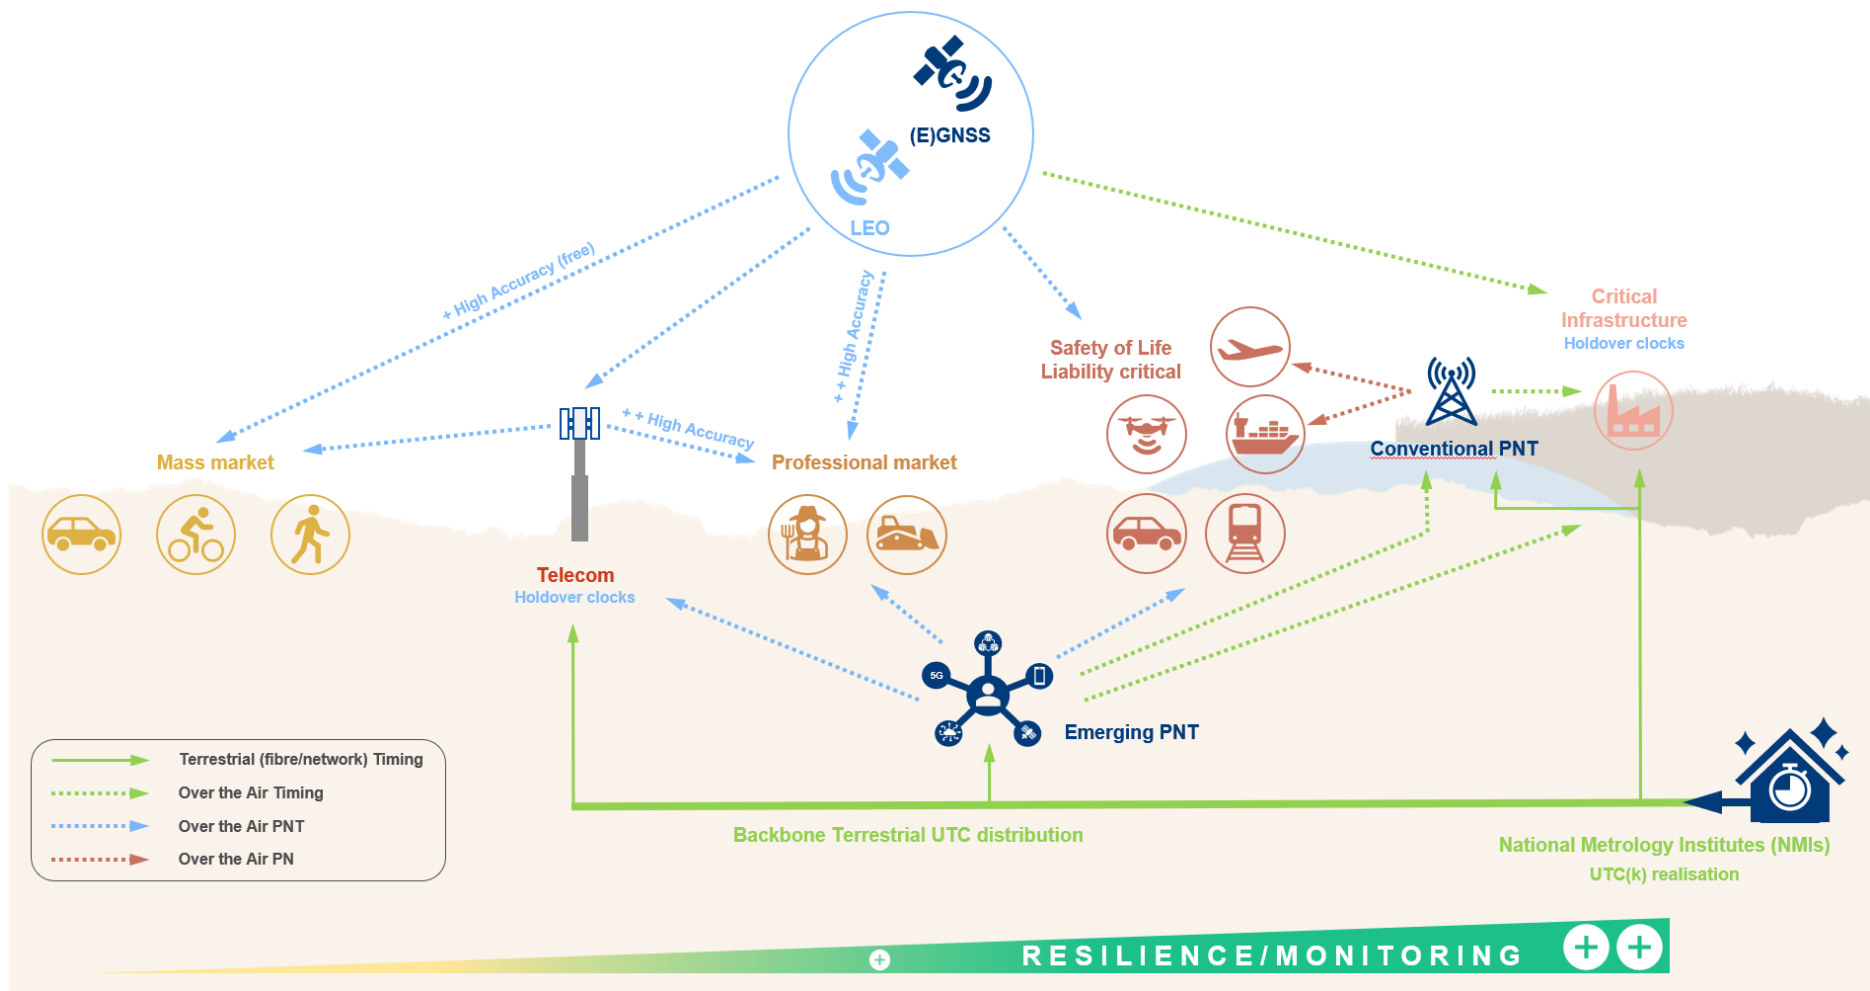 (E)GNSS
LEO
+ High Accuracy (free)
+ + High Accuracy
+ + High Accuracy
Critical
Infrastructure
Holdover clocks
Safety of Life
Liability critical
Conventional PNT
Mass market
Professional market
Telecom
Holdover clocks
5G
Emerging PNT
Terrestrial (fibre/network) Timing
Over the Air Timing
Over the Air PNT
Over the Air PN
Backbone Terrestrial UTC distribution
National Metrology Institutes (NMIs)
UTC(k) realisation
+ RESILIENCE/MONITORING + +